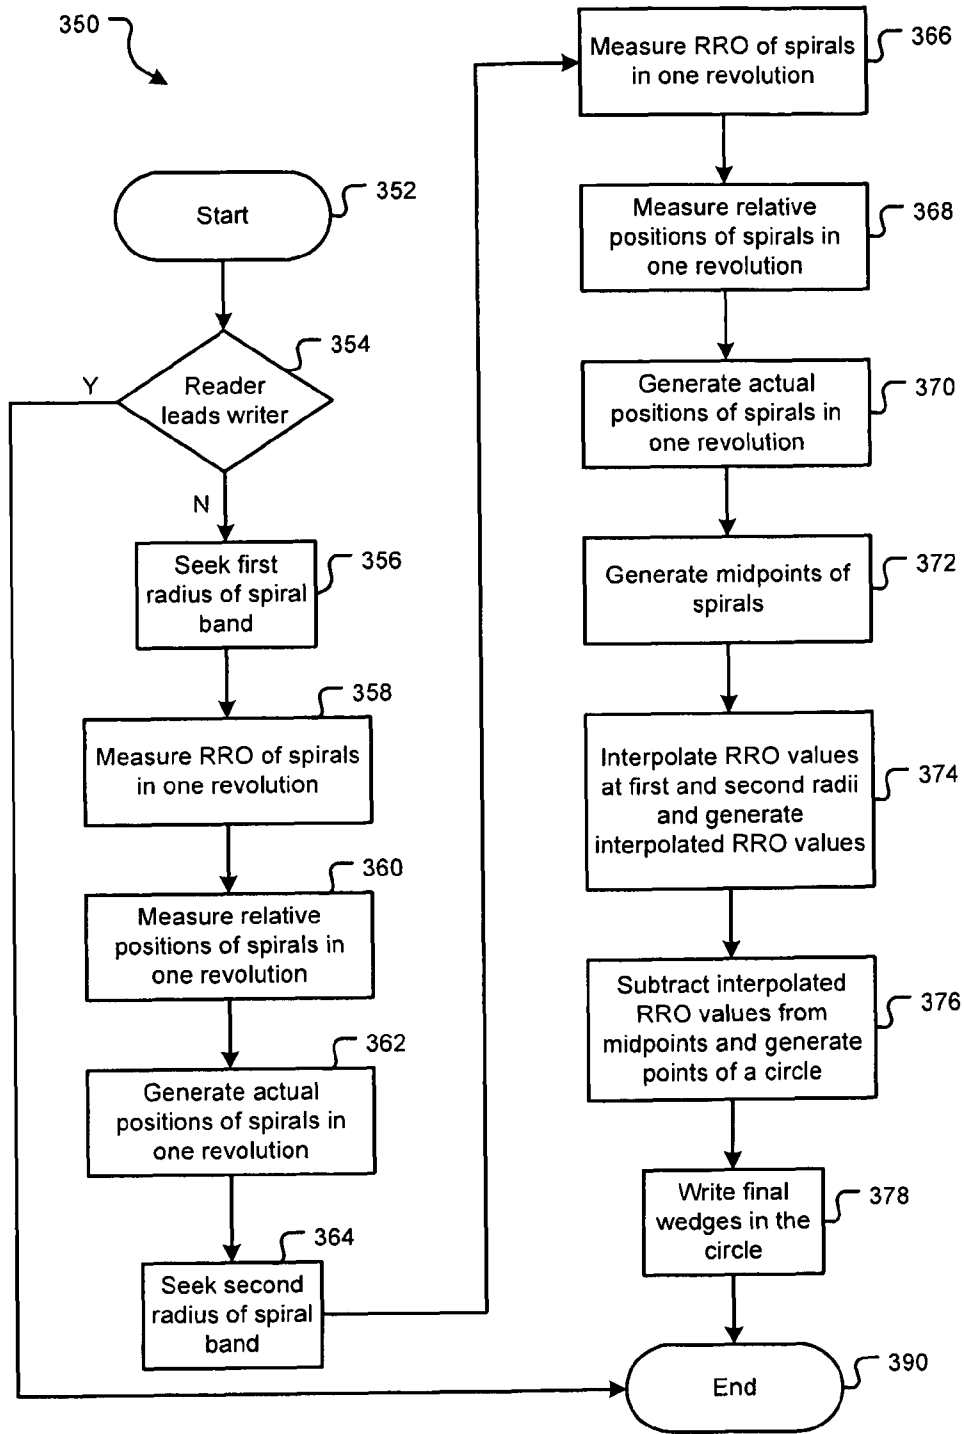 350
Start
352
Reader
leads writer
354
Y
N
Seek first
radius of spiral
band
356
Measure RRO of spirals
in one revolution
358
Measure relative
positions of spirals in
one revolution
360
Generate actual
positions of spirals in
one revolution
362
Seek second
radius of spiral
band
364
Measure RRO of spirals
in one revolution
366
Measure relative
positions of spirals in
one revolution
368
Generate actual
positions of spirals in
one revolution
370
Generate midpoints of
spirals
372
Interpolate RRO values
at first and second radii
and generate
interpolated RRO values
374
Subtract interpolated
RRO values from
midpoints and generate
points of a circle
376
Write final
wedges in the
circle
378
End
390